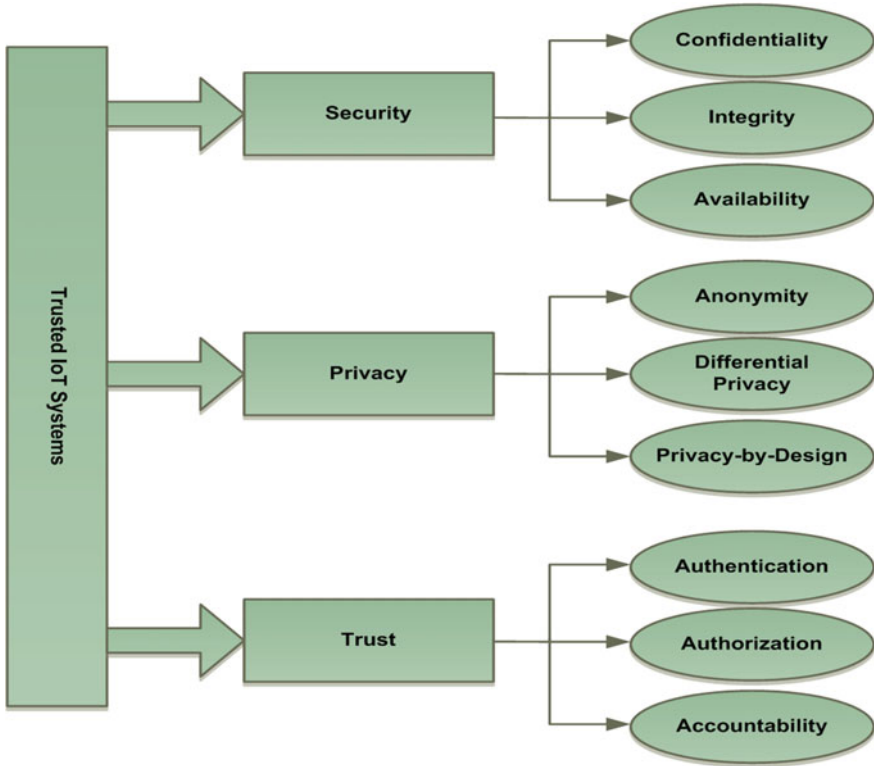 Trusted IoT Systems
Security
Confidentiality
Integrity
Availability
Privacy
Anonymity
Differential
Privacy
Privacy-by-Design
Trust
Authentication
Authorization
Accountability